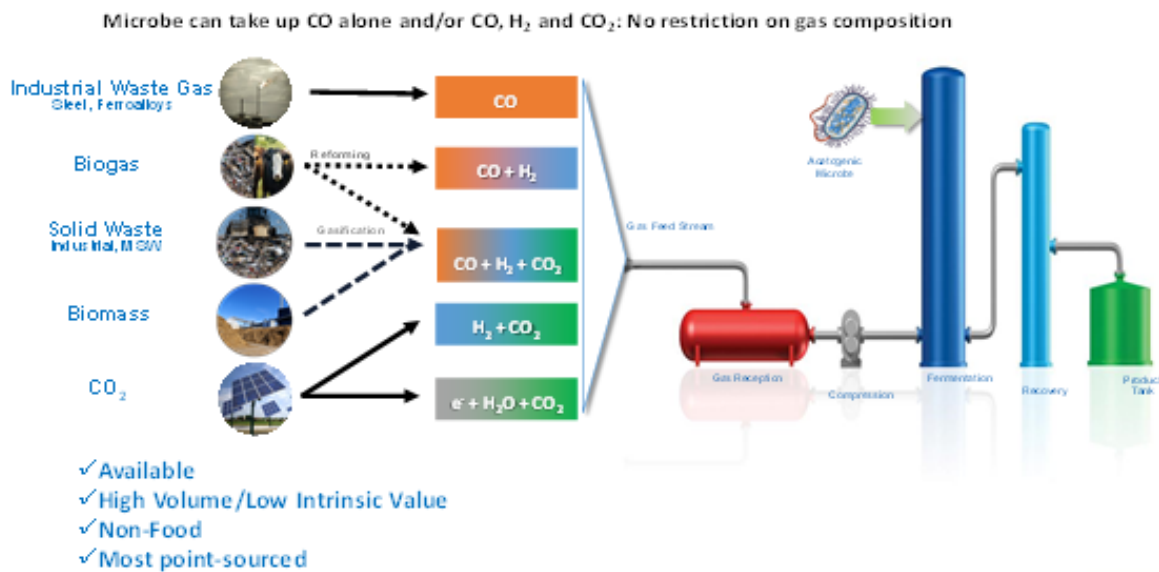 Microbe can take up CO alone and/or CO, H₂ and CO₂: No restriction on gas composition
Industrial Waste Gas
Steel, Ferroalloys
CO
Biogas
Reforming
CO + H₂
Solid Waste
Industrial, MSW
Gasification
CO + H₂ + CO₂
Biomass
H₂ + CO₂
CO₂
e⁻ + H₂O + CO₂
Gas Feed Stream
Acetogenic
Microbe
Gas Reception
Compression
Fermentation
Recovery
Product
Tank
✓Available
✓High Volume/Low Intrinsic Value
✓Non-Food
✓Most point-sourced